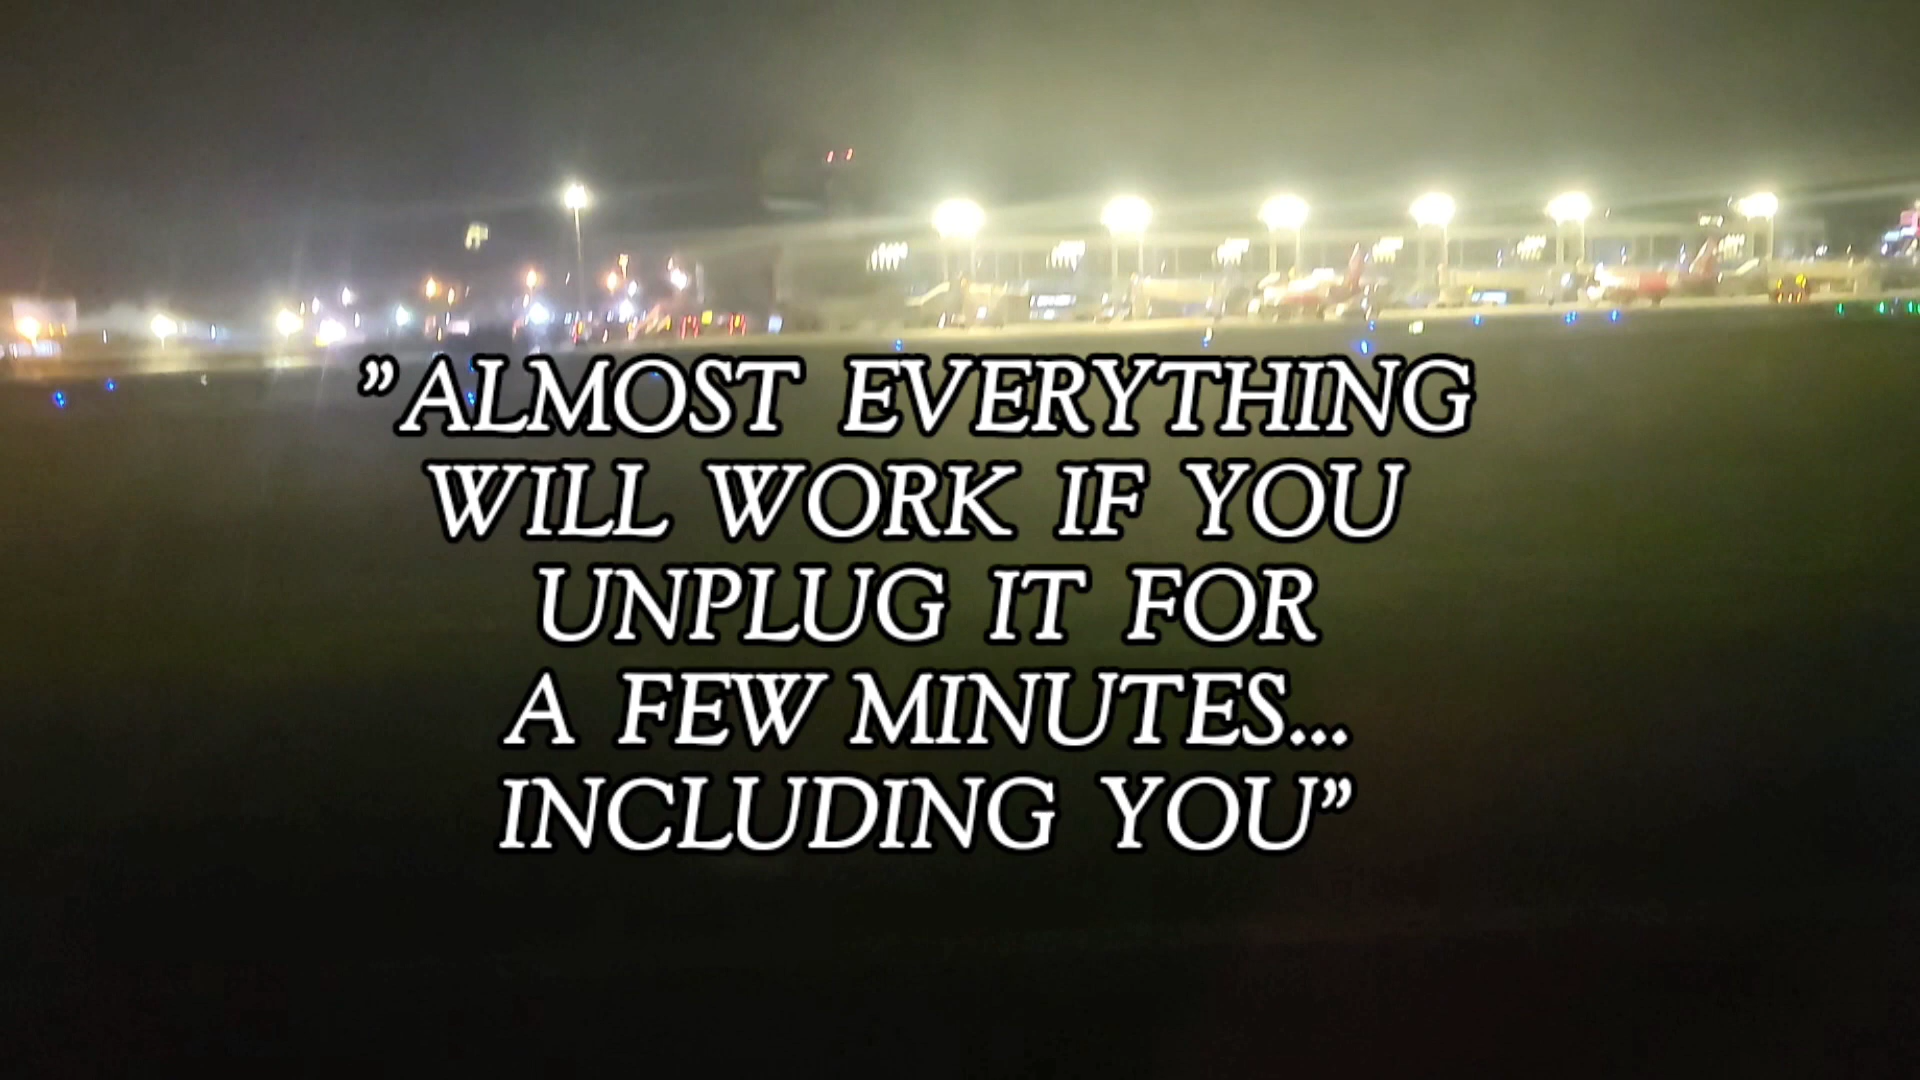 ”ALMOST EVERYTHING
WILL WORK IF YOU
UNPLUG IT FOR
A FEW MINUTES...
INCLUDING YOU”